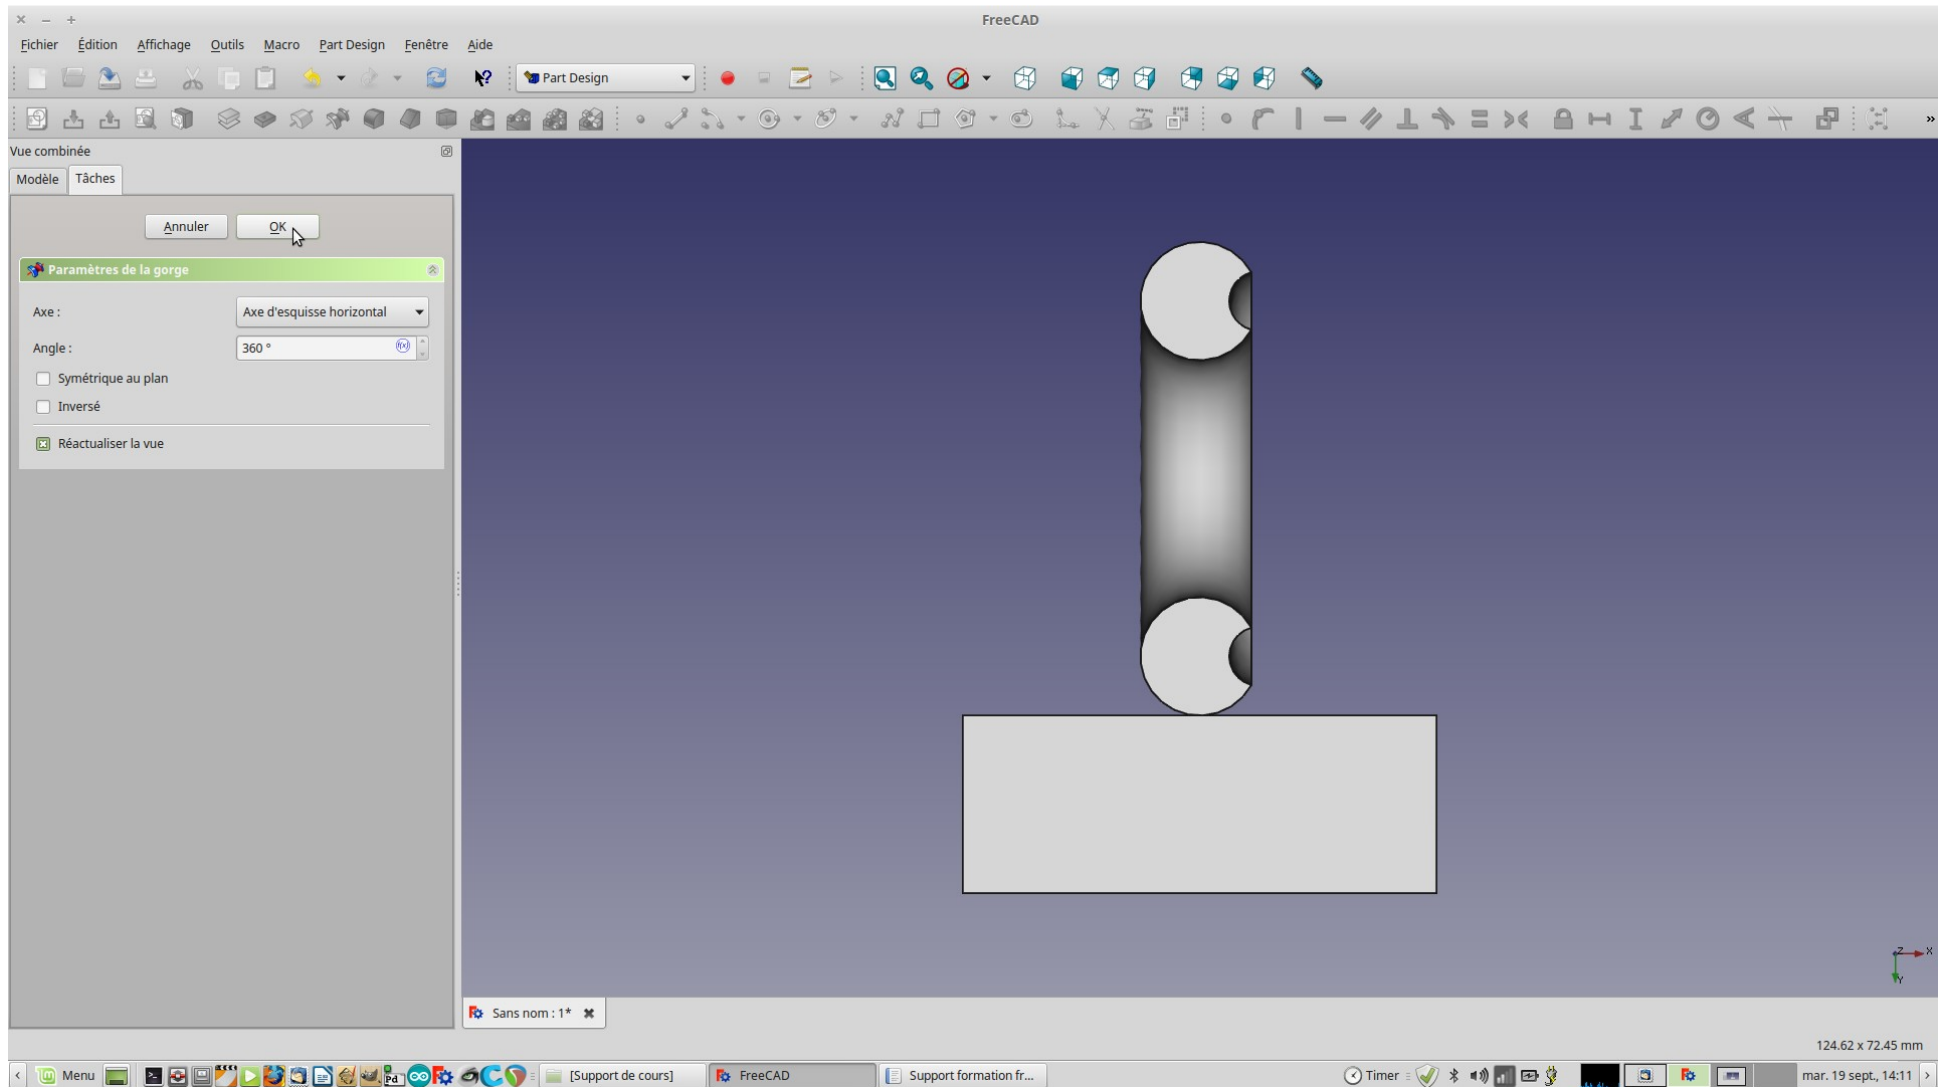 FreeCAD
Fichier Édition Affichage Outils Macro Part Design Fenêtre Aide
Part Design
Vue combinée
Modèle Tâches
Annuler OK
Paramètres de la gorge
Axe : Axe d'esquisse horizontal
Angle : 360 °
Symétrique au plan
Inversé
Réactualiser la vue
Z X
Y
Sans nom : 1*
124.62 x 72.45 mm
Menu Pd [Support de cours] FreeCAD Support formation fr... Timer mar. 19 sept., 14:11